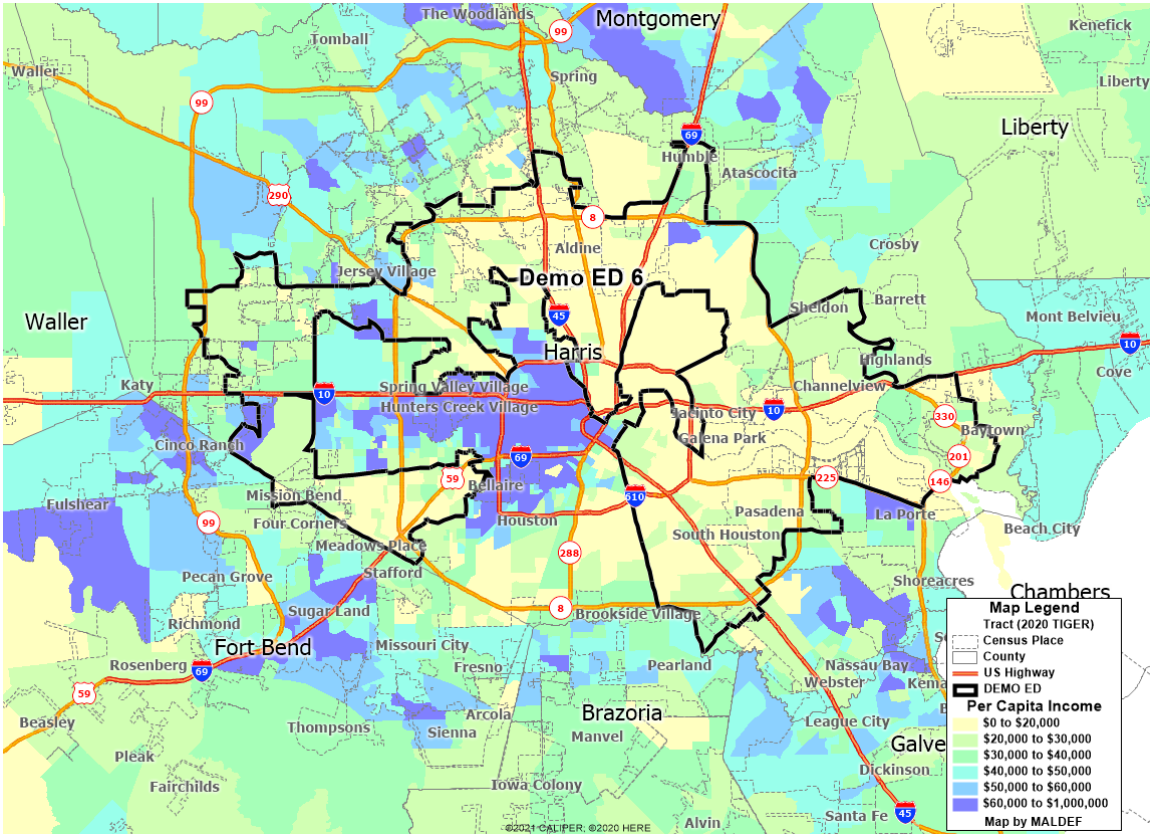 The Woodlands
Montgomery
99
Kenefick
Tomball
Waller
Spring
Liberty
99
69
Liberty
Humble
Atascocita
290
8
Aldine
Crosby
Jersey Village
Demo ED 6
Sheldon
Barrett
Waller
45
Mont Belvieu
Harris
10
Highlands
Cove
Katy
10
Spring Valley Village
Channelview
Hunters Creek Village
10
Jacinto City
330
Cinco Ranch
Galena Park
Baytown
69
201
59
Bellaire
225
146
Mission Bend
610
Fulshear
Four Corners
Houston
Pasadena
La Porte
99
South Houston
Beach City
Meadows Place
288
Stafford
Pecan Grove
Shoreacres
Chambers
Sugar Land
8
Brookside Village
Richmond
Fort Bend
Missouri City
Rosenberg
69
Fresno
Pearland
Nassau Bay
Webster
Kema
59
Beasley
Arcola
Brazoria
League City
Thompsons
Sienna
Manvel
Galve
Pleak
Dickinson
Fairchilds
Iowa Colony
Alvin
Santa Fe
45
©2021 CALIPER; ©2020 HERE
Map Legend
Tract (2020 TIGER)
Census Place
County
US Highway
DEMO ED
Per Capita Income
$0 to $20,000
$20,000 to $30,000
$30,000 to $40,000
$40,000 to $50,000
$50,000 to $60,000
$60,000 to $1,000,000
Map by MALDEF